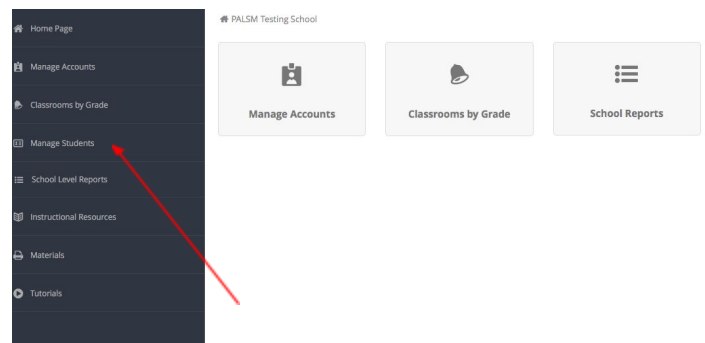 Home Page
Manage Accounts
Classrooms by Grade
Manage Students
School Level Reports
Instructional Resources
Materials
Tutorials
PALSM Testing School
Manage Accounts
Classrooms by Grade
School Reports